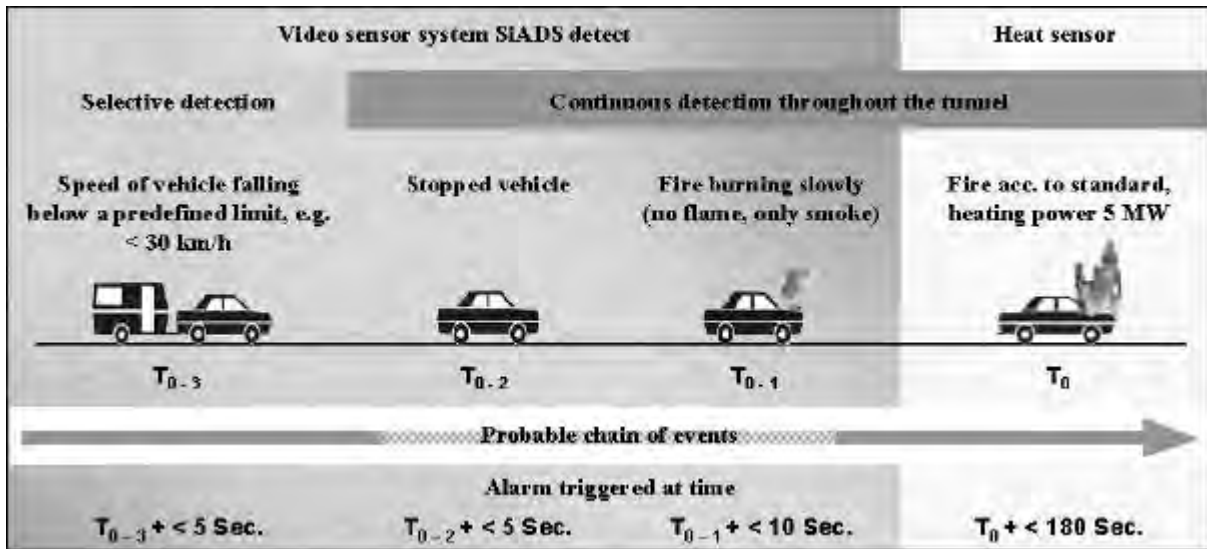 Video sensor system SIADS detect
Heat sensor
Selective detection
Continuous detection throughout the tunnel
Speed of vehicle falling
below a predefined limit, e.g.
< 30 km/h
Stopped vehicle
Fire burning slowly
(no flame, only smoke)
Fire acc. to standard,
heating power 5 MW
T0-3
T0-2
T0-1
T0
Probable chain of events
Alarm triggered at time
T0-3 + < 5 Sec.
T0-2 + < 5 Sec.
T0-1 + < 10 Sec.
T0 + < 180 Sec.